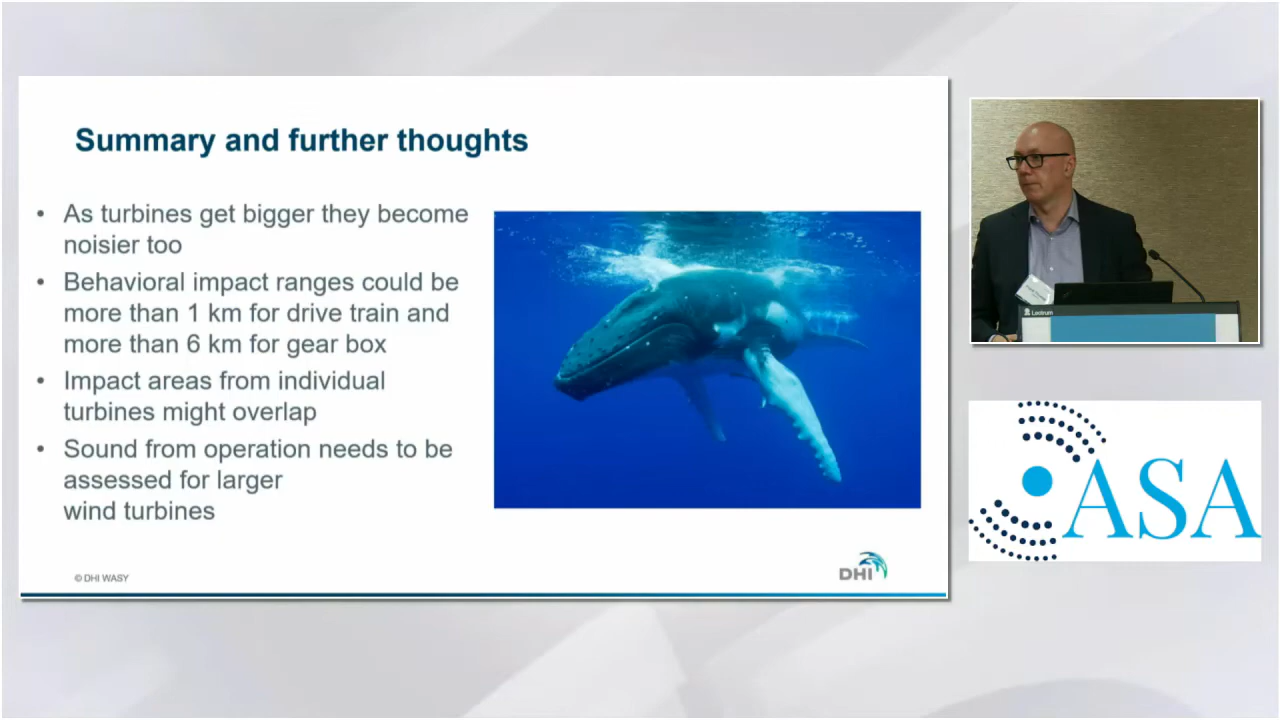 Summary and further thoughts
• As turbines get bigger they become
noisier too
• Behavioral impact ranges could be
more than 1 km for drive train and
more than 6 km for gear box
• Impact areas from individual
turbines might overlap
• Sound from operation needs to be
assessed for larger
wind turbines
© DHI WASY
DHI
Lectrum
ASA